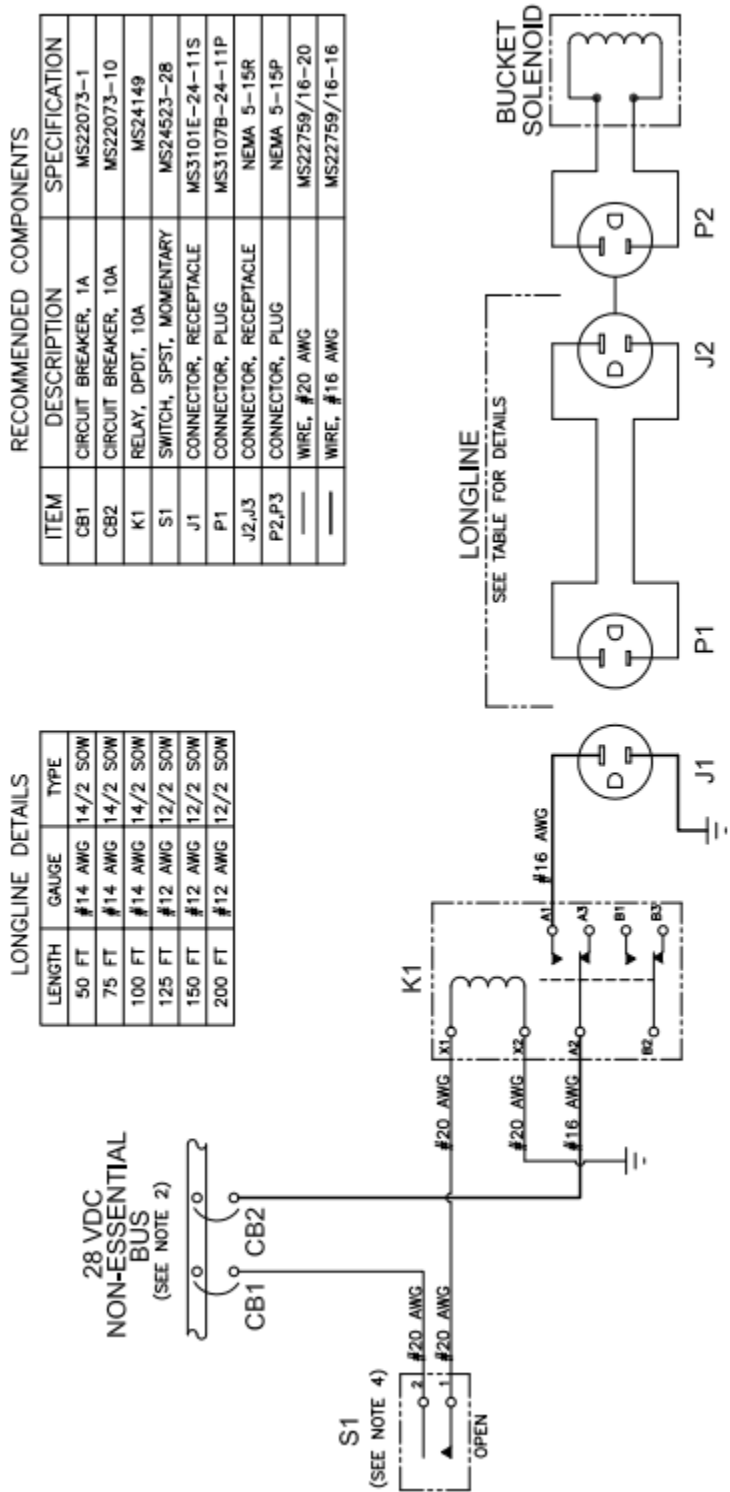 RECOMMENDED COMPONENTS
ITEM DESCRIPTION SPECIFICATION
CB1 CIRCUIT BREAKER, 1A MS22073-1
CB2 CIRCUIT BREAKER, 10A MS22073-10
K1 RELAY, DPDT, 10A MS24149
S1 SWITCH, SPST, MOMENTARY MS24523-28
J1 CONNECTOR, RECEPTACLE MS3101E-24-11S
P1 CONNECTOR, PLUG MS3107B-24-11P
J2,J3 CONNECTOR, RECEPTACLE NEMA 5-15R
P2,P3 CONNECTOR, PLUG NEMA 5-15P
WIRE, #20 AWG MS22759/16-20
WIRE, #16 AWG MS22759/16-16
LONGLINE DETAILS
LENGTH GAUGE TYPE
50 FT #14 AWG 14/2 SOW
75 FT #14 AWG 14/2 SOW
100 FT #14 AWG 14/2 SOW
125 FT #12 AWG 12/2 SOW
150 FT #12 AWG 12/2 SOW
200 FT #12 AWG 12/2 SOW
28 VDC
NON-ESSENTIAL
BUS
(SEE NOTE 2)
CB1
CB2
S1
(SEE NOTE 4)
2
1
OPEN
#20 AWG
#20 AWG
#20 AWG
#20 AWG
#16 AWG
K1
X1
X2
A2
B2
A1
A3
B1
B3
#16 AWG
J1
P1
LONGLINE
SEE TABLE FOR DETAILS
J2
P2
BUCKET
SOLENOID